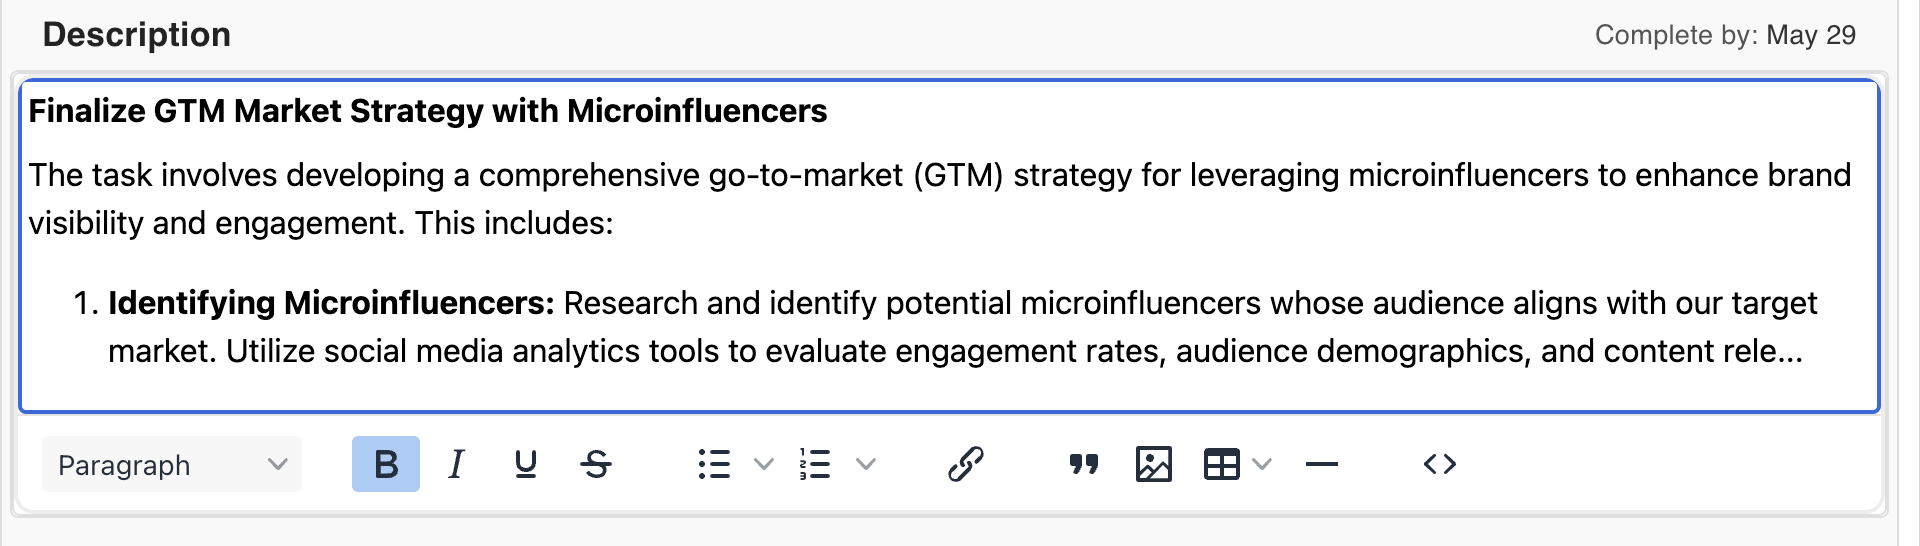 Description
Complete by: May 29
Finalize GTM Market Strategy with Microinfluencers
The task involves developing a comprehensive go-to-market (GTM) strategy for leveraging microinfluencers to enhance brand
visibility and engagement. This includes:
1. Identifying Microinfluencers: Research and identify potential microinfluencers whose audience aligns with our target
market. Utilize social media analytics tools to evaluate engagement rates, audience demographics, and content rele...
Paragraph